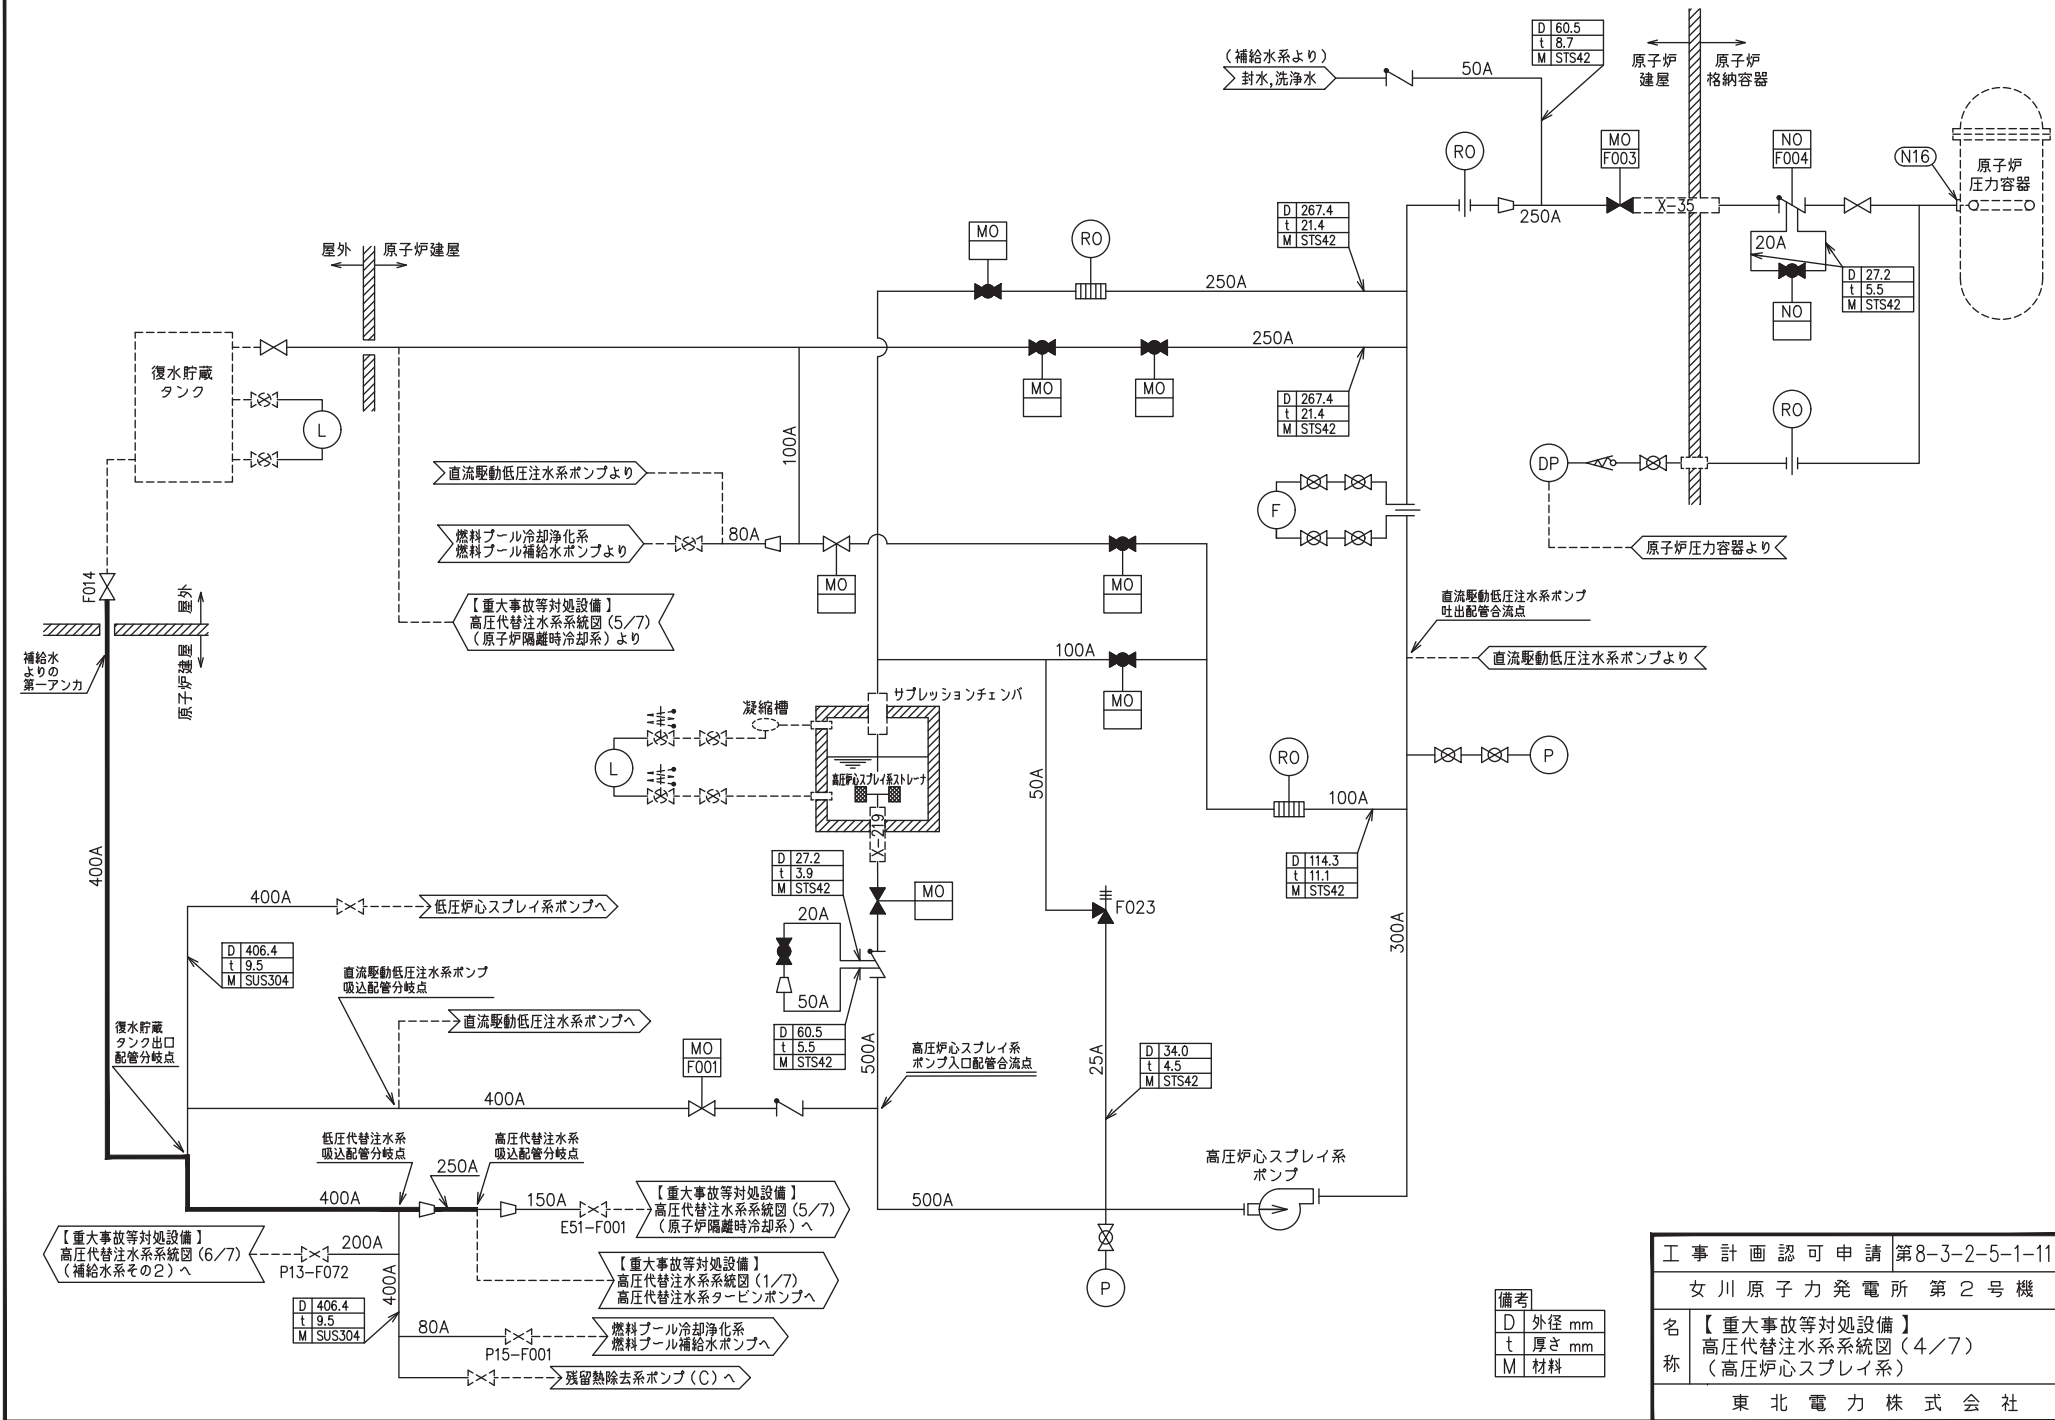 (補給水系より)
封水,洗浄水
50A
D 60.5
t 8.7
M STS42
原子炉
建屋
原子炉
格納容器
RO
MO
F003
NO
F004
N16
原子炉
圧力容器
250A
X-35
20A
D 27.2
t 5.5
M STS42
NO
屋外
原子炉建屋
MO
RO
D 267.4
t 21.4
M STS42
250A
250A
復水貯蔵
タンク
L
MO
MO
D 267.4
t 21.4
M STS42
RO
100A
直流駆動低圧注水系ポンプより
燃料プール冷却浄化系
燃料プール補給水ポンプより
80A
MO
MO
F
DP
原子炉圧力容器より
F014
屋外
原子炉建屋
補給水
よりの
第一アンカ
【重大事故等対処設備】
高圧代替注水系系統図(5/7)
(原子炉隔離時冷却系)より
直流駆動低圧注水系ポンプ
吐出配管合流点
直流駆動低圧注水系ポンプより
100A
MO
サプレッションチェンバ
凝縮槽
L
高圧炉心スプレイ系ストレーナ
X-219
50A
RO
P
100A
D 114.3
t 11.1
M STS42
400A
D 27.2
t 3.9
M STS42
MO
20A
50A
D 60.5
t 5.5
M STS42
F023
300A
400A
低圧炉心スプレイ系ポンプへ
D 406.4
t 9.5
M SUS304
直流駆動低圧注水系ポンプ
吸込配管分岐点
直流駆動低圧注水系ポンプへ
復水貯蔵
タンク出口
配管分岐点
MO
F001
500A
高圧炉心スプレイ系
ポンプ入口配管合流点
25A
D 34.0
t 4.5
M STS42
400A
低圧代替注水系
吸込配管分岐点
高圧代替注水系
吸込配管分岐点
250A
400A
150A
E51-F001
【重大事故等対処設備】
高圧代替注水系系統図(5/7)
(原子炉隔離時冷却系)へ
500A
高圧炉心スプレイ系
ポンプ
【重大事故等対処設備】
高圧代替注水系系統図(6/7)
(補給水系その2)へ
200A
P13-F072
400A
【重大事故等対処設備】
高圧代替注水系系統図(1/7)
高圧代替注水系タービンポンプへ
P
D 406.4
t 9.5
M SUS304
80A
P15-F001
燃料プール冷却浄化系
燃料プール補給水ポンプへ
残留熱除去系ポンプ(C)へ
備考
D 外径 mm
t 厚さ mm
M 材料
工事計画認可申請 第8-3-2-5-1-11
女川原子力発電所 第2号機
名称
【重大事故等対処設備】
高圧代替注水系系統図(4/7)
(高圧炉心スプレイ系)
東北電力株式会社